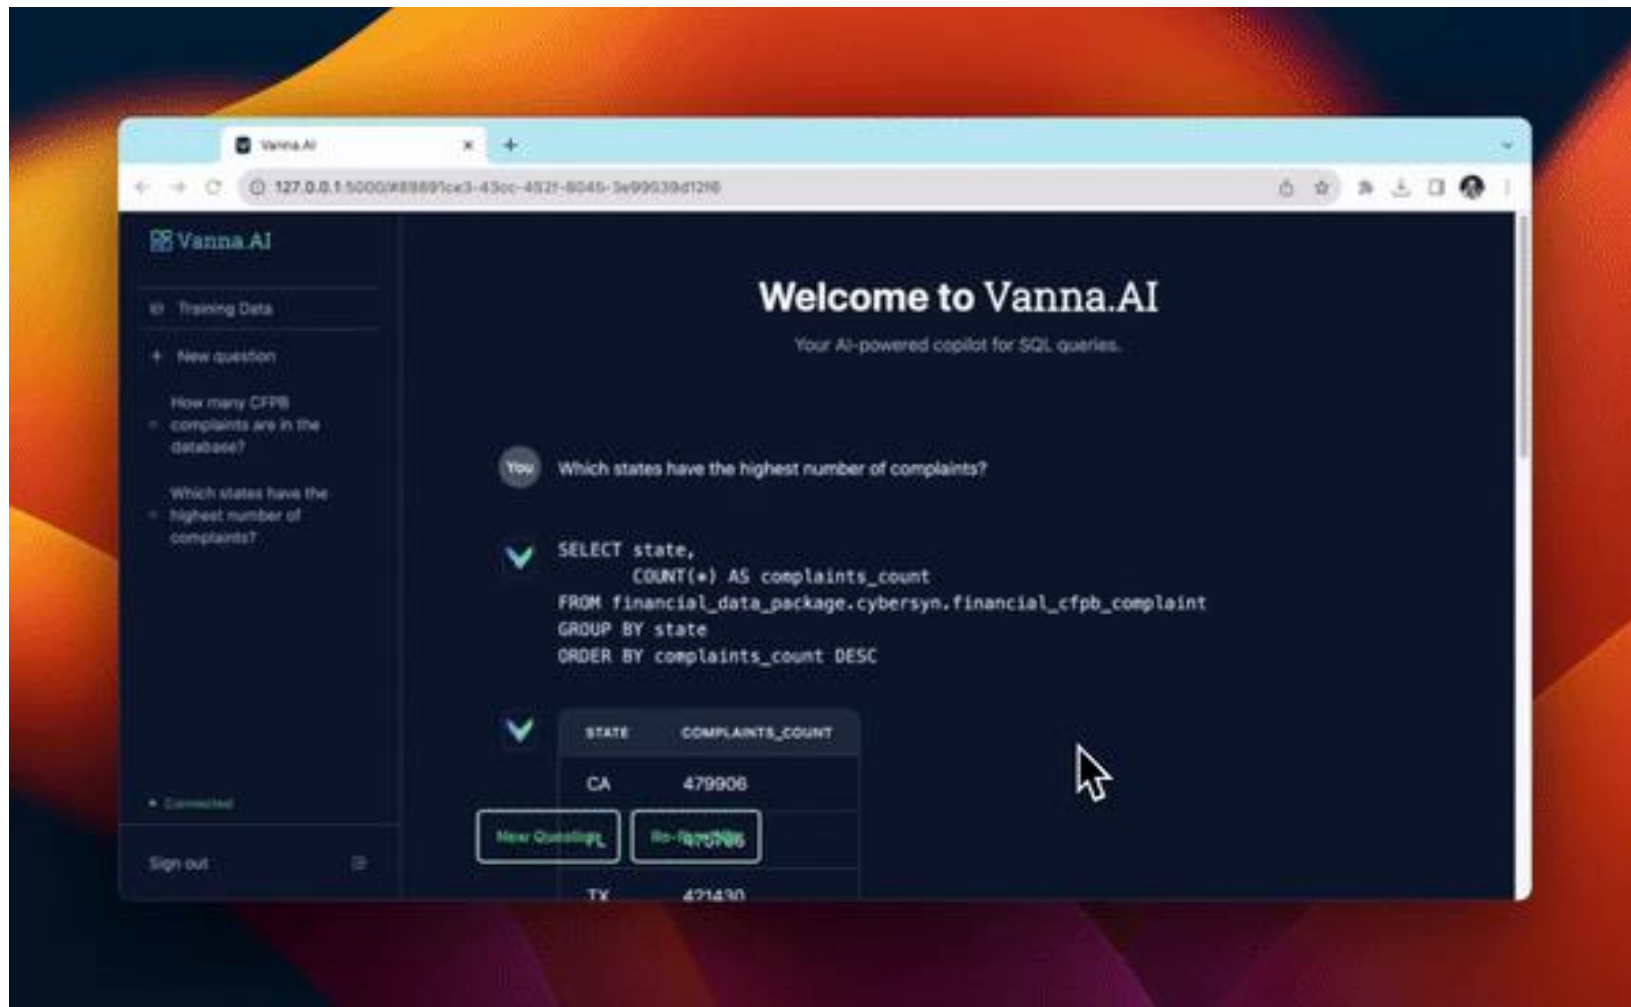 Vanna.AI
127.0.0.1:5000/
Vanna.AI
Training Data
New question
How many CFPB
complaints are in the
database?
Which states have the
highest number of
complaints?
Connected
Sign out
Welcome to Vanna.AI
Your AI-powered copilot for SQL queries.
You
Which states have the highest number of complaints?
SELECT state,
COUNT(*) AS complaints_count
FROM financial_data_package.cybersyn.financial_cfpb_complaint
GROUP BY state
ORDER BY complaints_count DESC
STATE COMPLAINTS_COUNT
CA 479906
New Question
FL
TX 421430